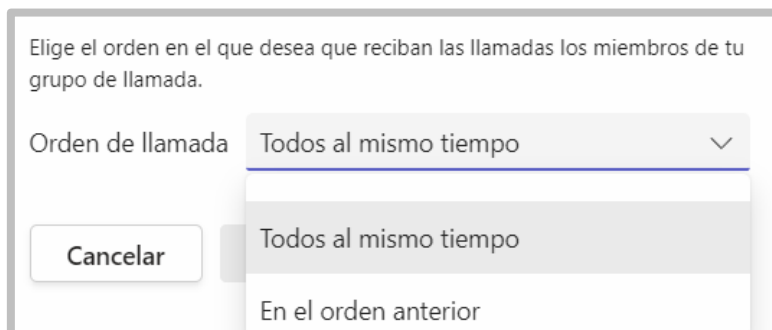 Elige el orden en el que desea que reciban las llamadas los miembros de tu
grupo de llamada.
Orden de llamada Todos al mismo tiempo
Todos al mismo tiempo
Cancelar
En el orden anterior